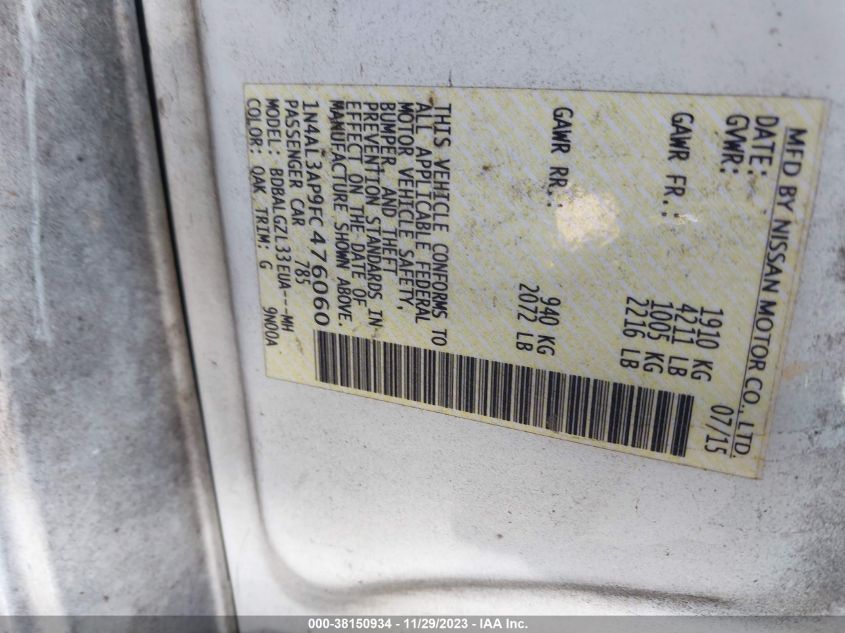 MFD BY NISSAN MOTOR CO., LTD.
DATE: 07/15
GVWR: 1910 KG
4211 LB
GAWR FR.: 1005 KG
2216 LB
GAWR RR.: 940 KG
2072 LB
THIS VEHICLE CONFORMS TO
ALL APPLICABLE FEDERAL
MOTOR VEHICLE SAFETY,
BUMPER, AND THEFT
PREVENTION STANDARDS IN
EFFECT ON THE DATE OF
MANUFACTURE SHOWN ABOVE.
1N4AL3AP9FC476060
PASSENGER CAR 785
MODEL: BDBALGZL33EUA---MH
COLOR: QAK TRIM: G 9N00A
000-38150934 - 11/29/2023 - IAA Inc.